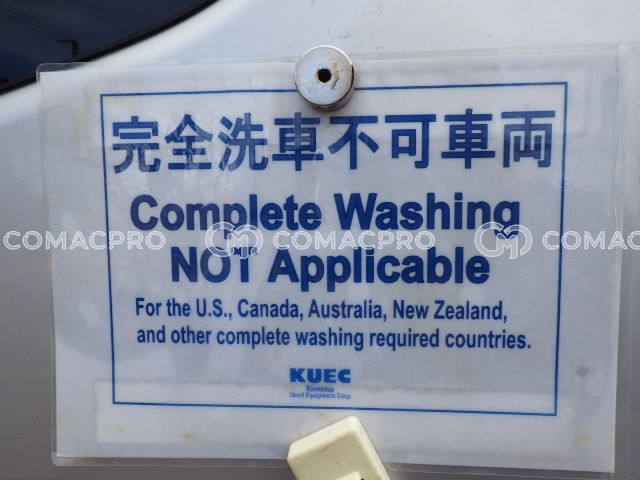 完全洗車不可車両
Complete Washing
NOT Applicable
COMACPRO COMACPRO COMACPRO
For the U.S., Canada, Australia, New Zealand,
and other complete washing required countries.
KUEC
Komatsu
Used Equipment Corp.